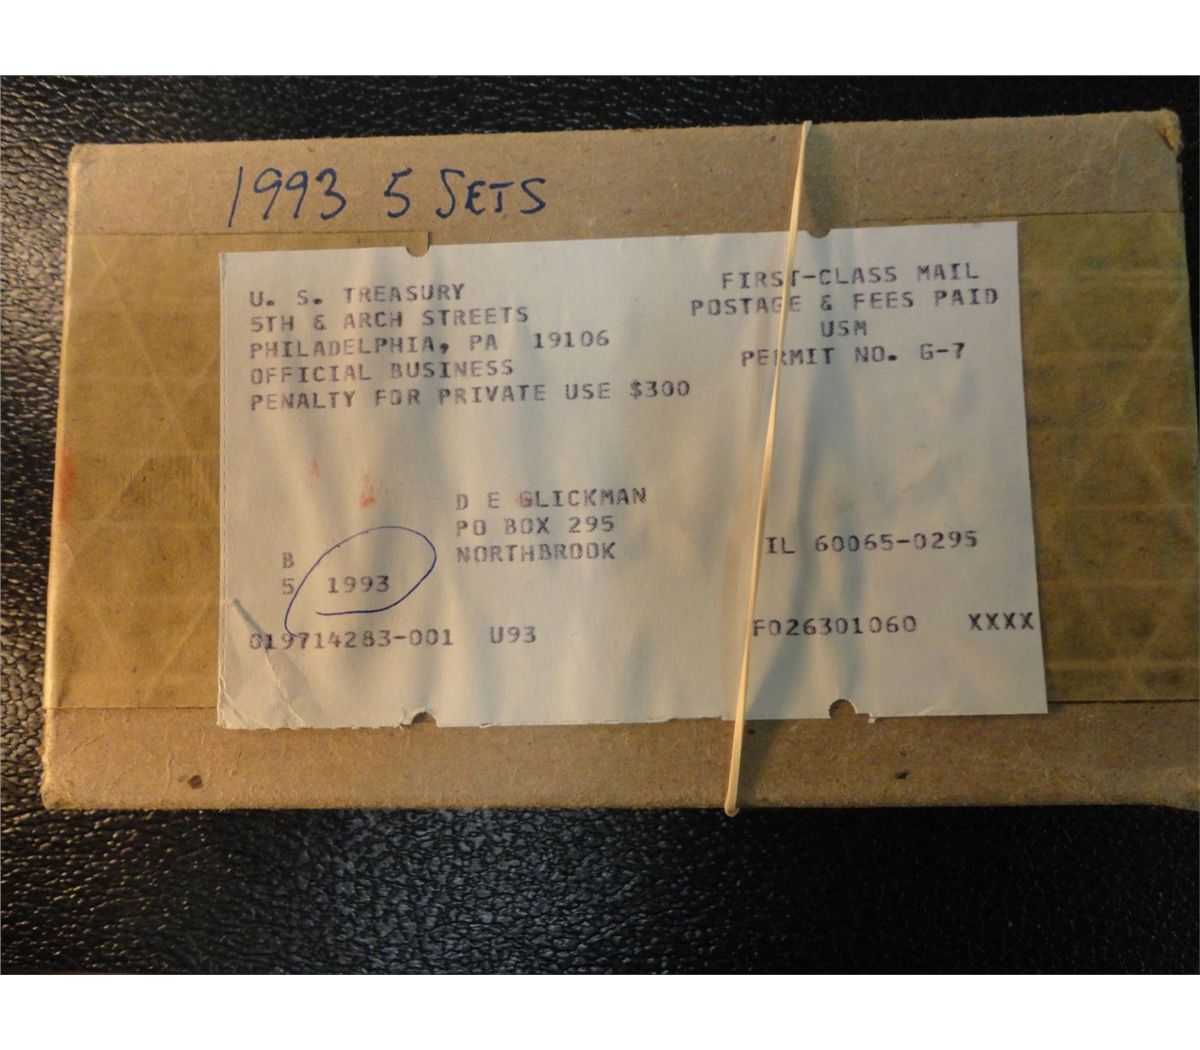 1993 5 SETS
U. S. TREASURY
5TH & ARCH STREETS
PHILADELPHIA, PA 19106
OFFICIAL BUSINESS
PENALTY FOR PRIVATE USE $300
FIRST-CLASS MAIL
POSTAGE & FEES PAID
USM
PERMIT NO. G-7
D E GLICKMAN
PO BOX 295
NORTHBROOK IL 60065-0295
B
5 1993
019714283-001 U93 F026301060 XXXX